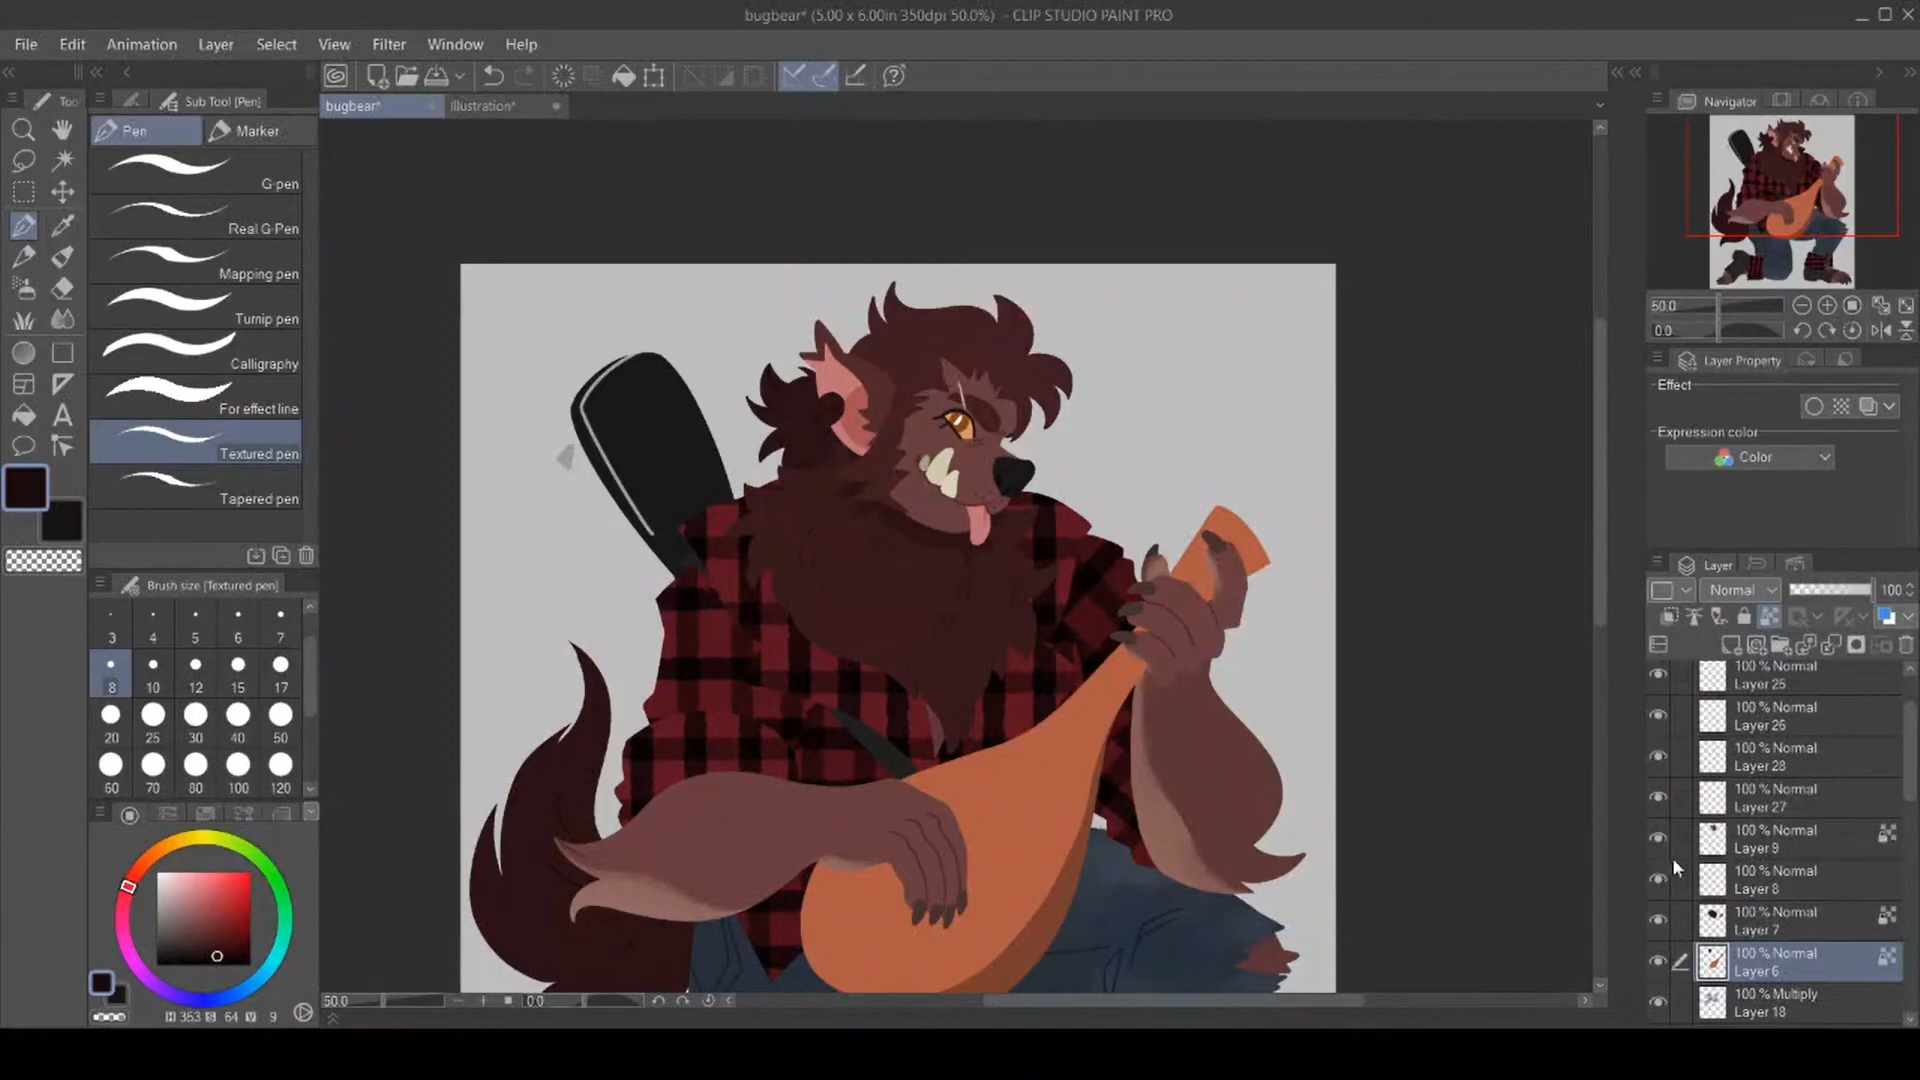 bugbear* (5.00 x 6.00in 350dpi 50.0%) - CLIP STUDIO PAINT PRO
File Edit Animation Layer Select View Filter Window Help
Too Sub Tool [Pen]
Pen Marker
G-pen
Real G-Pen
Mapping pen
Turnip pen
Calligraphy
For effect line
Textured pen
Tapered pen
Brush size [Textured pen]
3 4 5 6 7
8 10 12 15 17
20 25 30 40 50
60 70 80 100 120
H 353 S 64 V 9
bugbear* Illustration*
50.0 0.0
Navigator
50.0
0.0
Layer Property
Effect
Expression color
Color
Layer
Normal 100
100 % Normal
Layer 25
100 % Normal
Layer 26
100 % Normal
Layer 28
100 % Normal
Layer 27
100 % Normal
Layer 9
100 % Normal
Layer 8
100 % Normal
Layer 7
100 % Normal
Layer 6
100 % Multiply
Layer 18